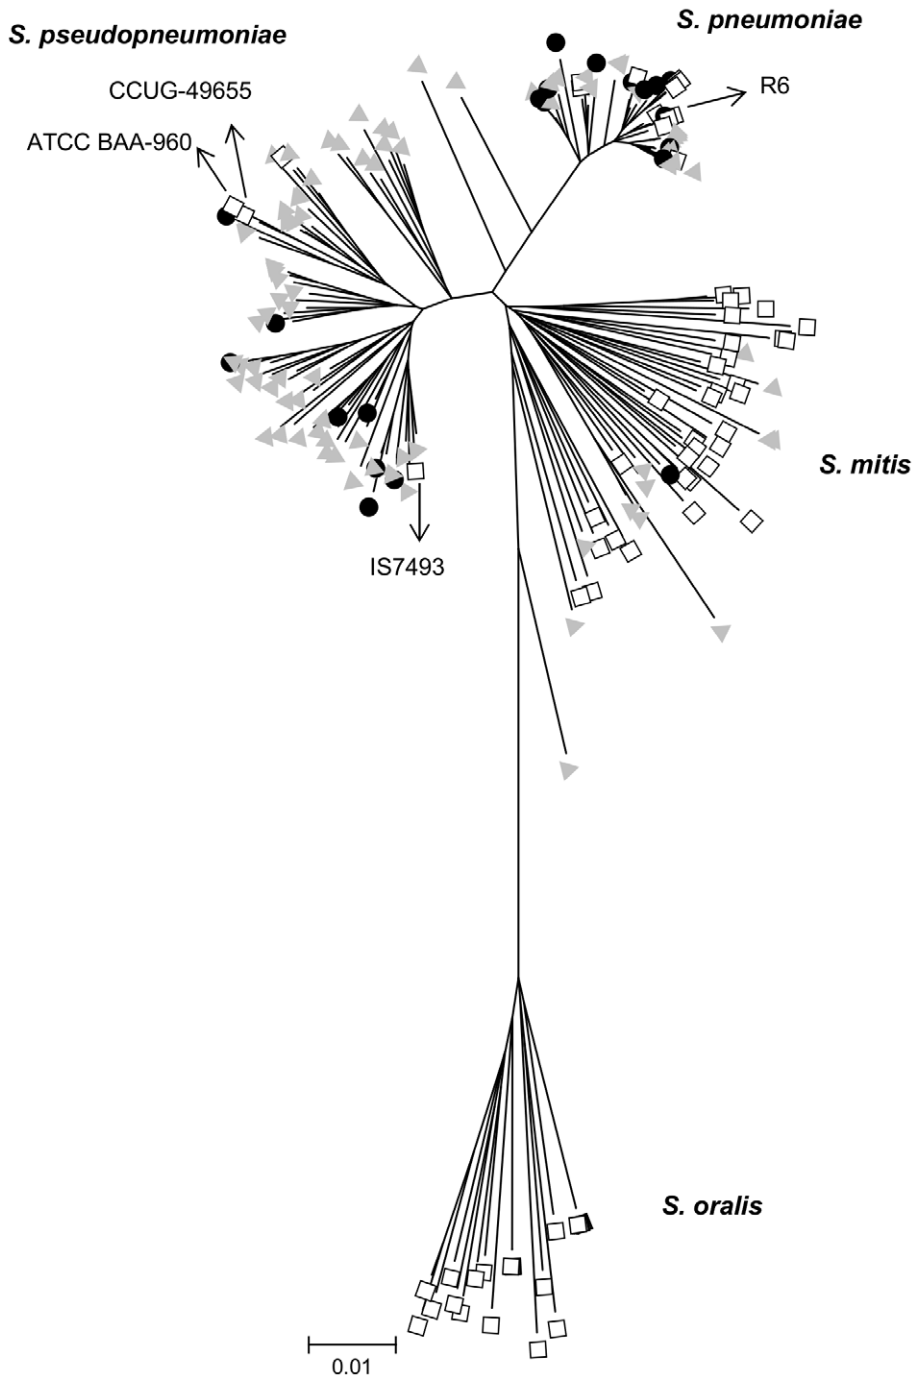 S. pneumoniae
S. pseudopneumoniae
CCUG-49655
R6
ATCC BAA-960
S. mitis
IS7493
S. oralis
0.01